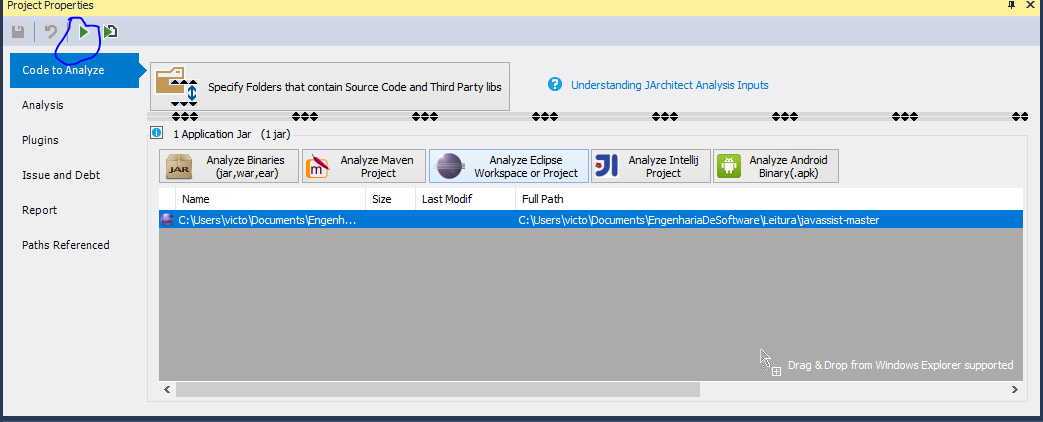 Project Properties
Code to Analyze
Analysis
Plugins
Issue and Debt
Report
Paths Referenced
Specify Folders that contain Source Code and Third Party libs
? Understanding JArchitect Analysis Inputs
1 Application Jar (1 jar)
JAR
Analyze Binaries
(jar,war,ear)
m
Analyze Maven
Project
Analyze Eclipse
Workspace or Project
Analyze Intellij
Project
Analyze Android
Binary(.apk)
Name Size Last Modif Full Path
C:\Users\victo\Documents\Engenh... C:\Users\victo\Documents\EngenhariaDeSoftware\Leitura\javassist-master
Drag & Drop from Windows Explorer supported